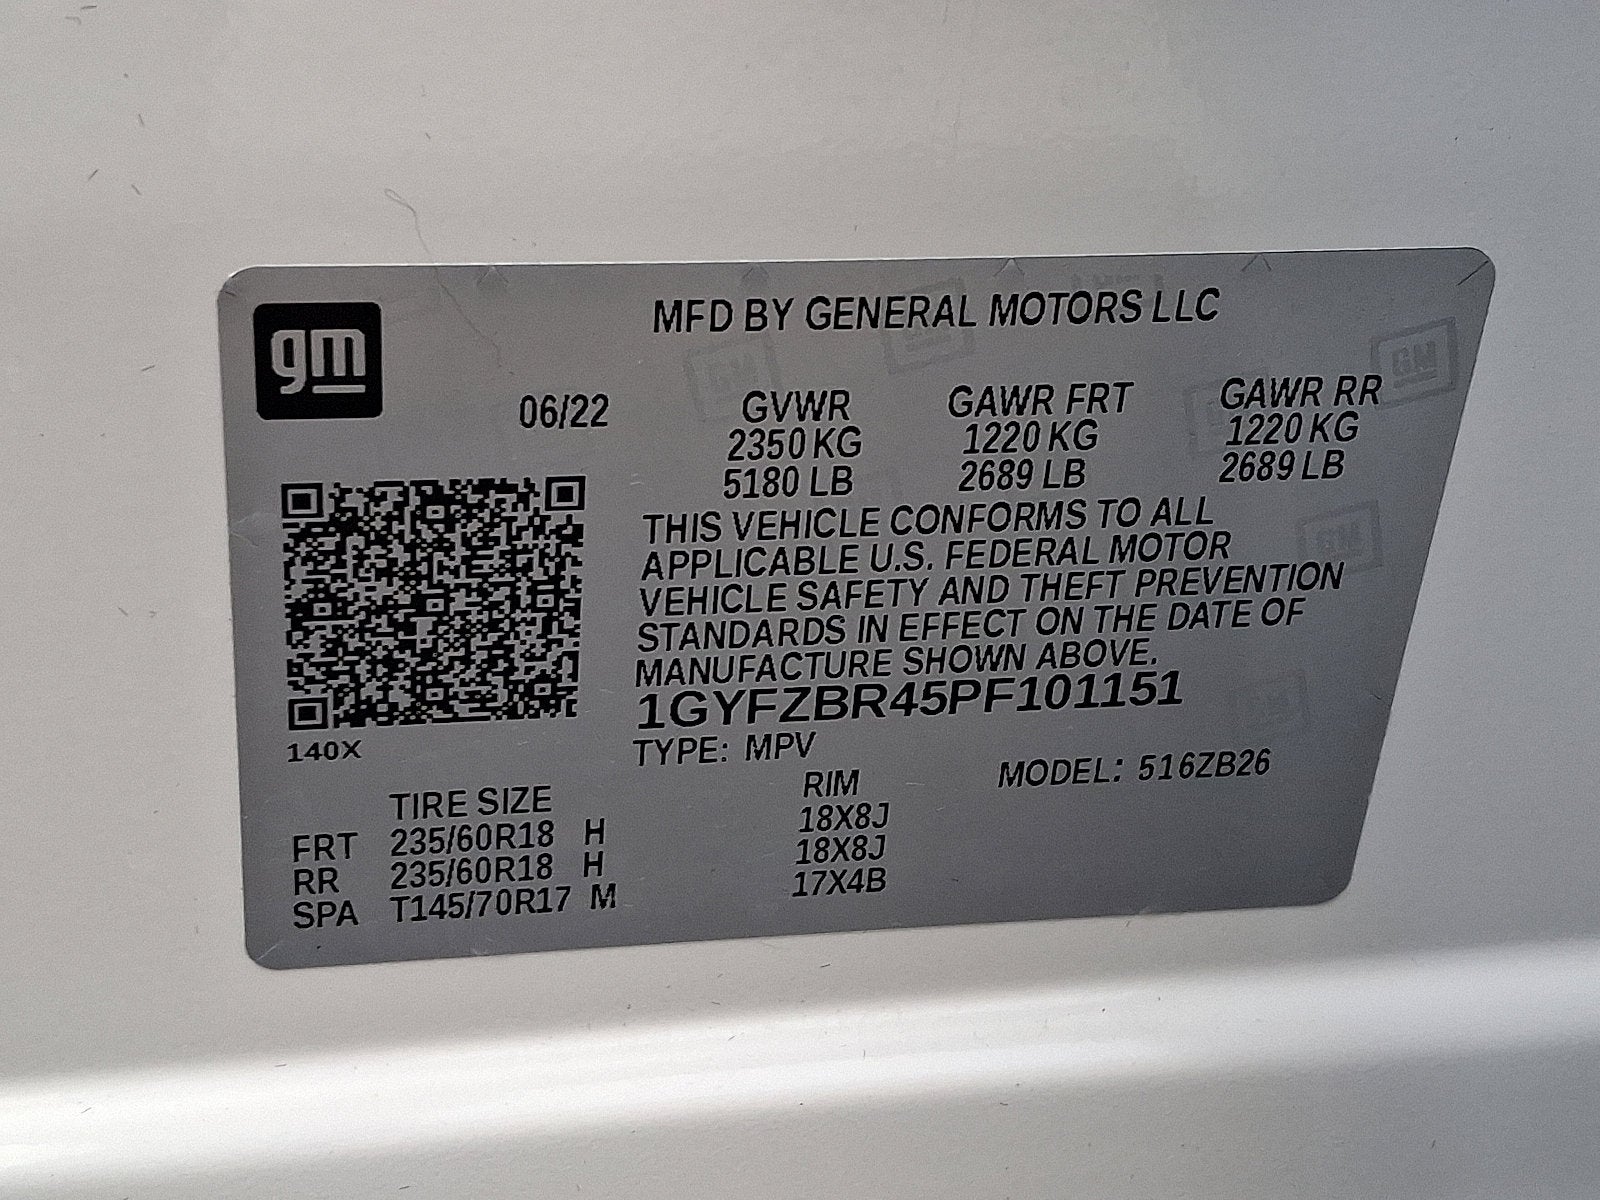 gm
MFD BY GENERAL MOTORS LLC
06/22 GVWR GAWR FRT GAWR RR
2350 KG 1220 KG 1220 KG
5180 LB 2689 LB 2689 LB
THIS VEHICLE CONFORMS TO ALL
APPLICABLE U.S. FEDERAL MOTOR
VEHICLE SAFETY AND THEFT PREVENTION
STANDARDS IN EFFECT ON THE DATE OF
MANUFACTURE SHOWN ABOVE.
1GYFZBR45PF101151
140X
TYPE: MPV
MODEL: 516ZB26
TIRE SIZE RIM
FRT 235/60R18 H 18X8J
RR 235/60R18 H 18X8J
SPA T145/70R17 M 17X4B
GM
GM
GM